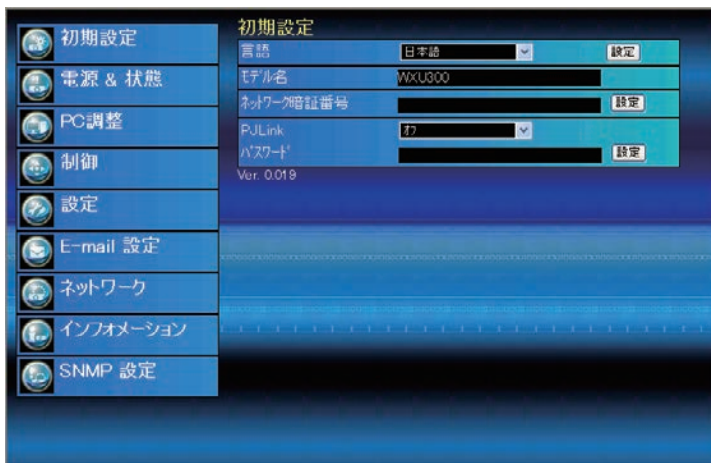 初期設定
電源 & 状態
PC調整
制御
設定
E-mail 設定
ネットワーク
インフォメーション
SNMP 設定
初期設定
言語 日本語 設定
モデル名 WXU300
ネットワーク暗証番号 設定
PJLink オフ
パスワード 設定
Ver. 0.019